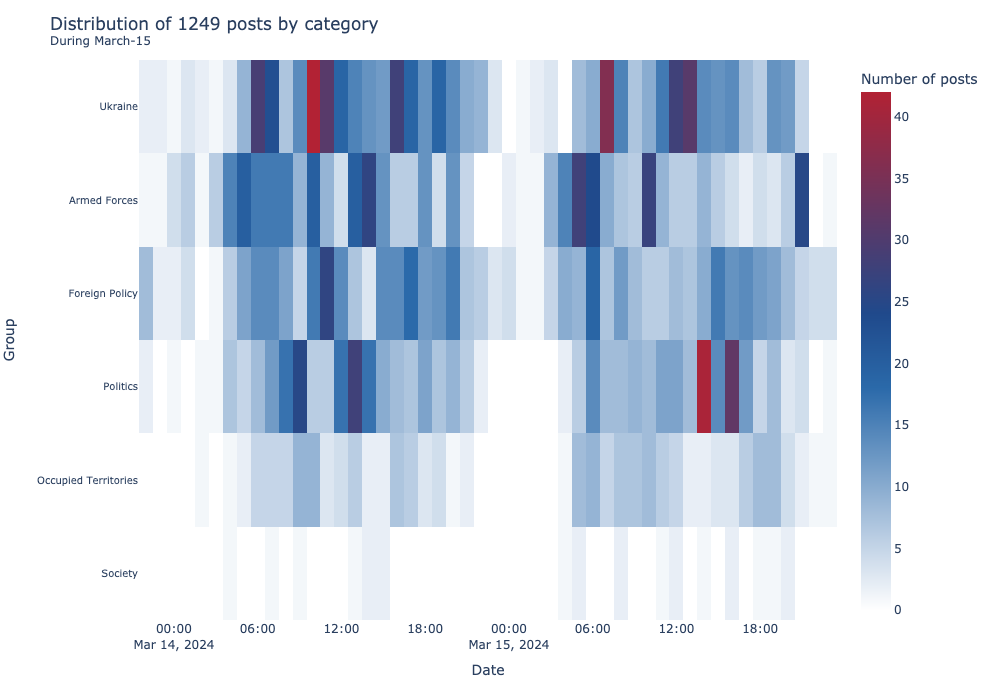 Distribution of 1249 posts by category
During March-15
Number of posts
Ukraine
Armed Forces
Foreign Policy
Politics
Occupied Territories
Society
Group
40
35
30
25
20
15
10
5
0
00:00 06:00 12:00 18:00 00:00 06:00 12:00 18:00
Mar 14, 2024 Mar 15, 2024
Date